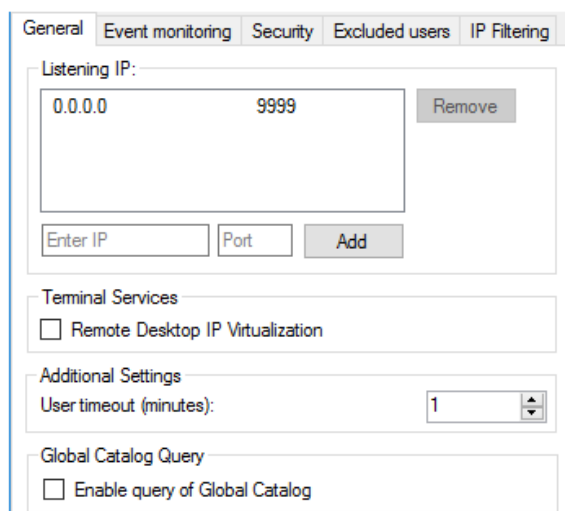 General Event monitoring Security Excluded users IP Filtering
Listening IP:
0.0.0.0 9999 Remove
Enter IP Port Add
Terminal Services
Remote Desktop IP Virtualization
Additional Settings
User timeout (minutes): 1
Global Catalog Query
Enable query of Global Catalog